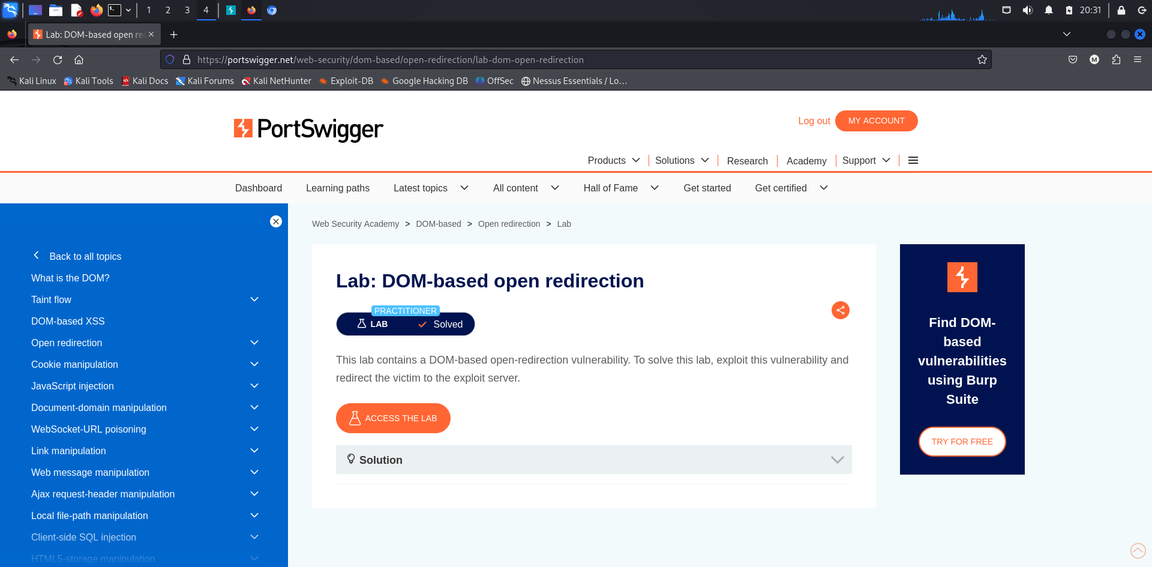 1 2 3 4
20:31
Lab: DOM-based open re
https://portswigger.net/web-security/dom-based/open-redirection/lab-dom-open-redirection
Kali Linux Kali Tools Kali Docs Kali Forums Kali NetHunter Exploit-DB Google Hacking DB OffSec Nessus Essentials / Lo…
PortSwigger
Log out MY ACCOUNT
Products Solutions Research Academy Support
Dashboard Learning paths Latest topics All content Hall of Fame Get started Get certified
Back to all topics
What is the DOM?
Taint flow
DOM-based XSS
Open redirection
Cookie manipulation
JavaScript injection
Document-domain manipulation
WebSocket-URL poisoning
Link manipulation
Web message manipulation
Ajax request-header manipulation
Local file-path manipulation
Client-side SQL injection
HTML5-storage manipulation
Web Security Academy > DOM-based > Open redirection > Lab
Lab: DOM-based open redirection
PRACTITIONER
LAB Solved
This lab contains a DOM-based open-redirection vulnerability. To solve this lab, exploit this vulnerability and
redirect the victim to the exploit server.
ACCESS THE LAB
Solution
Find DOM-
based
vulnerabilities
using Burp
Suite
TRY FOR FREE